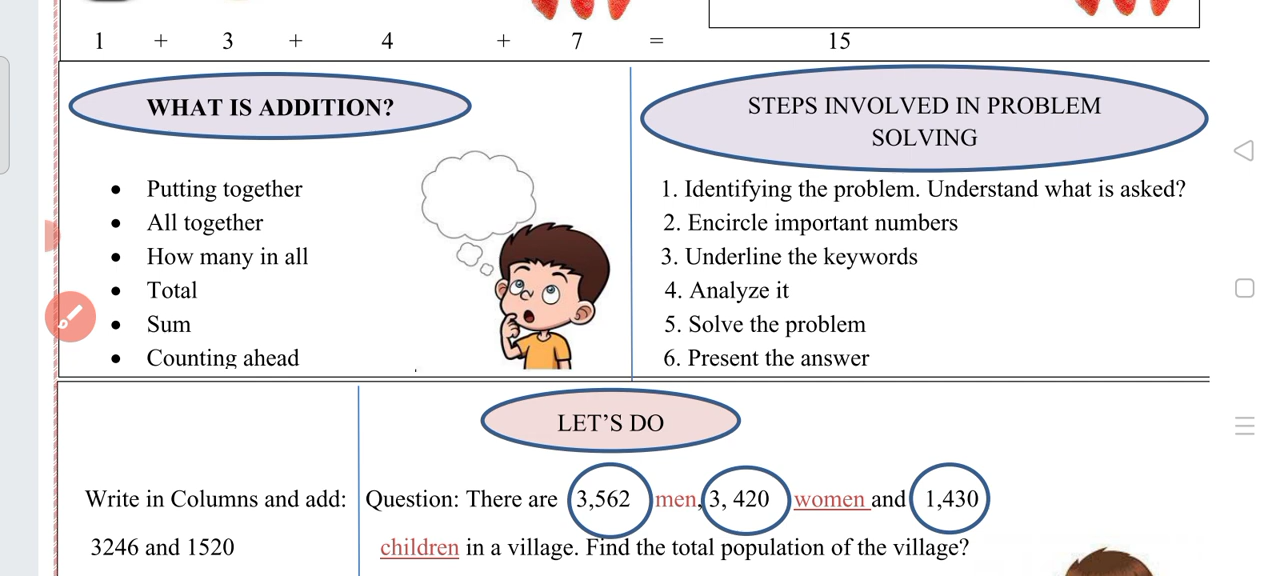 1 + 3 + 4 + 7 = 15
WHAT IS ADDITION?
• Putting together
• All together
• How many in all
• Total
• Sum
• Counting ahead
STEPS INVOLVED IN PROBLEM
SOLVING
1. Identifying the problem. Understand what is asked?
2. Encircle important numbers
3. Underline the keywords
4. Analyze it
5. Solve the problem
6. Present the answer
LET’S DO
Write in Columns and add:
3246 and 1520
Question: There are 3,562 men, 3, 420 women and 1,430
children in a village. Find the total population of the village?